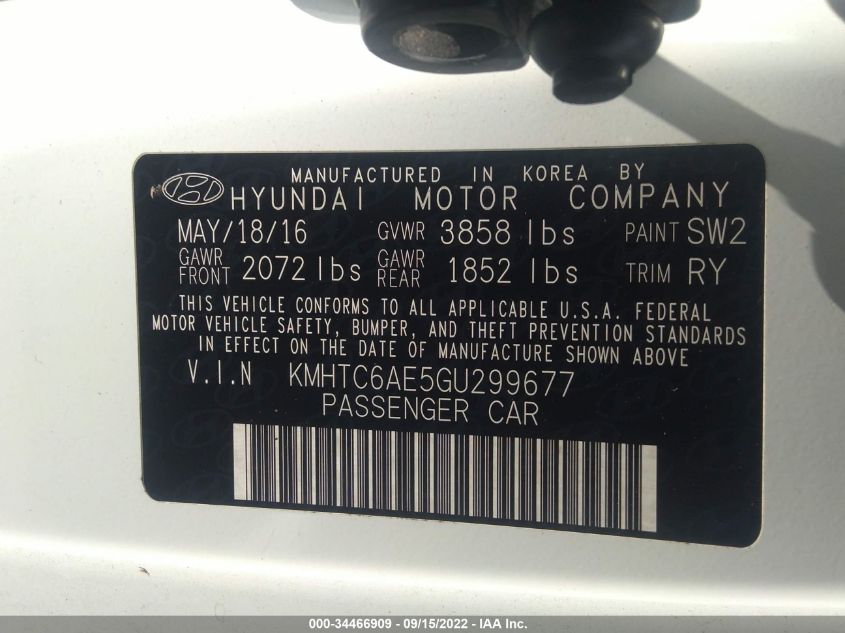 MANUFACTURED IN KOREA BY
HYUNDAI MOTOR COMPANY
MAY/18/16 GVWR 3858 lbs PAINT SW2
GAWR FRONT 2072 lbs GAWR REAR 1852 lbs TRIM RY
THIS VEHICLE CONFORMS TO ALL APPLICABLE U.S.A. FEDERAL
MOTOR VEHICLE SAFETY, BUMPER, AND THEFT PREVENTION STANDARDS
IN EFFECT ON THE DATE OF MANUFACTURE SHOWN ABOVE
V.I.N KMHTC6AE5GU299677
PASSENGER CAR
000-34466909 - 09/15/2022 - IAA Inc.